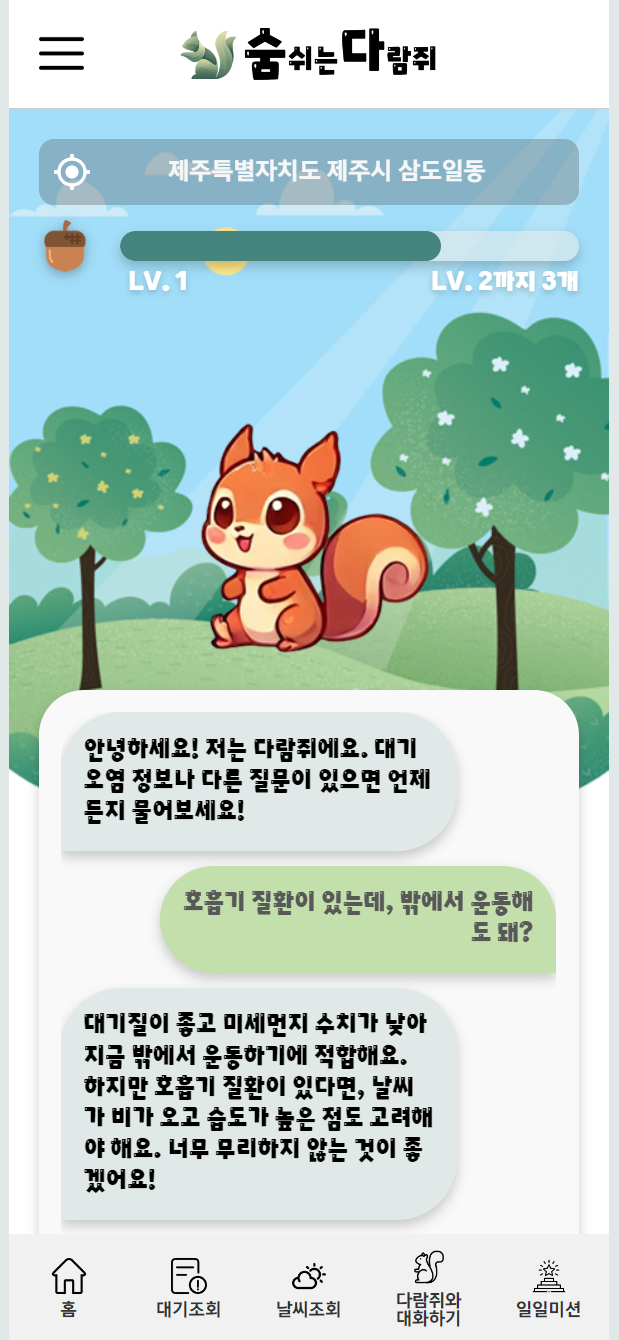 숨쉬는다람쥐
제주특별자치도 제주시 삼도일동
LV. 1
LV. 2까지 3개
안녕하세요! 저는 다람쥐에요. 대기
오염 정보나 다른 질문이 있으면 언제
든지 물어보세요!
호흡기 질환이 있는데, 밖에서 운동해
도 돼?
대기질이 좋고 미세먼지 수치가 낮아
지금 밖에서 운동하기에 적합해요.
하지만 호흡기 질환이 있다면, 날씨
가 비가 오고 습도가 높은 점도 고려해
야 해요. 너무 무리하지 않는 것이 좋
겠어요!
홈
대기조회
날씨조회
다람쥐와
대화하기
일일미션